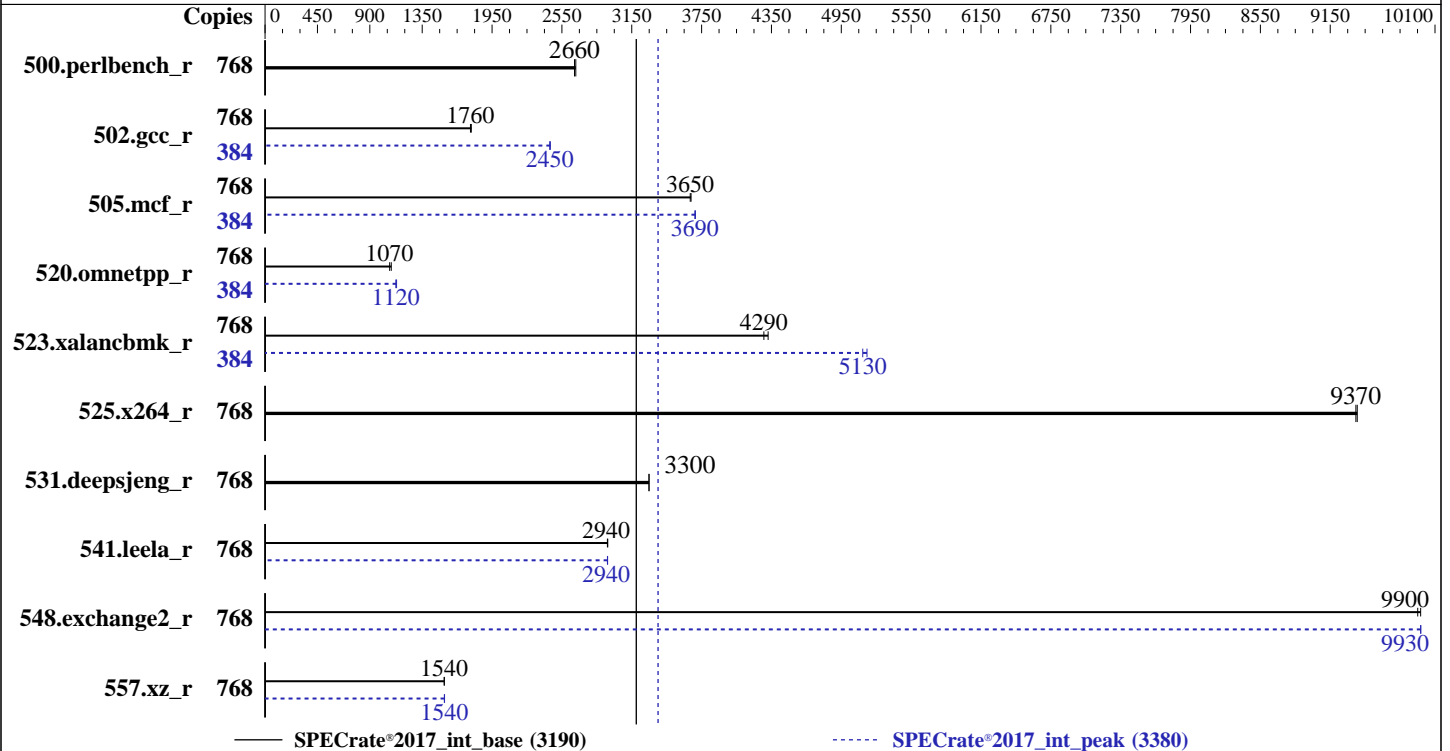 Copies 0 450 900 1350 1950 2550 3150 3750 4350 4950 5550 6150 6750 7350 7950 8550 9150 10100
500.perlbench_r 768 2660
502.gcc_r 768 1760
384 2450
505.mcf_r 768 3650
384 3690
520.omnetpp_r 768 1070
384 1120
523.xalancbmk_r 768 4290
384 5130
525.x264_r 768 9370
531.deepsjeng_r 768 3300
541.leela_r 768 2940
2940
548.exchange2_r 768 9900
9930
557.xz_r 768 1540
1540
SPECrate®2017_int_base (3190) SPECrate®2017_int_peak (3380)